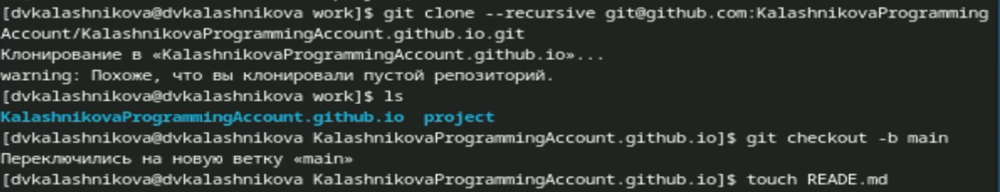 [dvkalashnikova@dvkalashnikova work]$ git clone --recursive git@github.com:KalashnikovaProgramming
Account/KalashnikovaProgrammingAccount.github.io.git
Клонирование в «KalashnikovaProgrammingAccount.github.io»...
warning: Похоже, что вы клонировали пустой репозиторий.
[dvkalashnikova@dvkalashnikova work]$ ls
KalashnikovaProgrammingAccount.github.io  project
[dvkalashnikova@dvkalashnikova KalashnikovaProgrammingAccount.github.io]$ git checkout -b main
Переключились на новую ветку «main»
[dvkalashnikova@dvkalashnikova KalashnikovaProgrammingAccount.github.io]$ touch READE.md